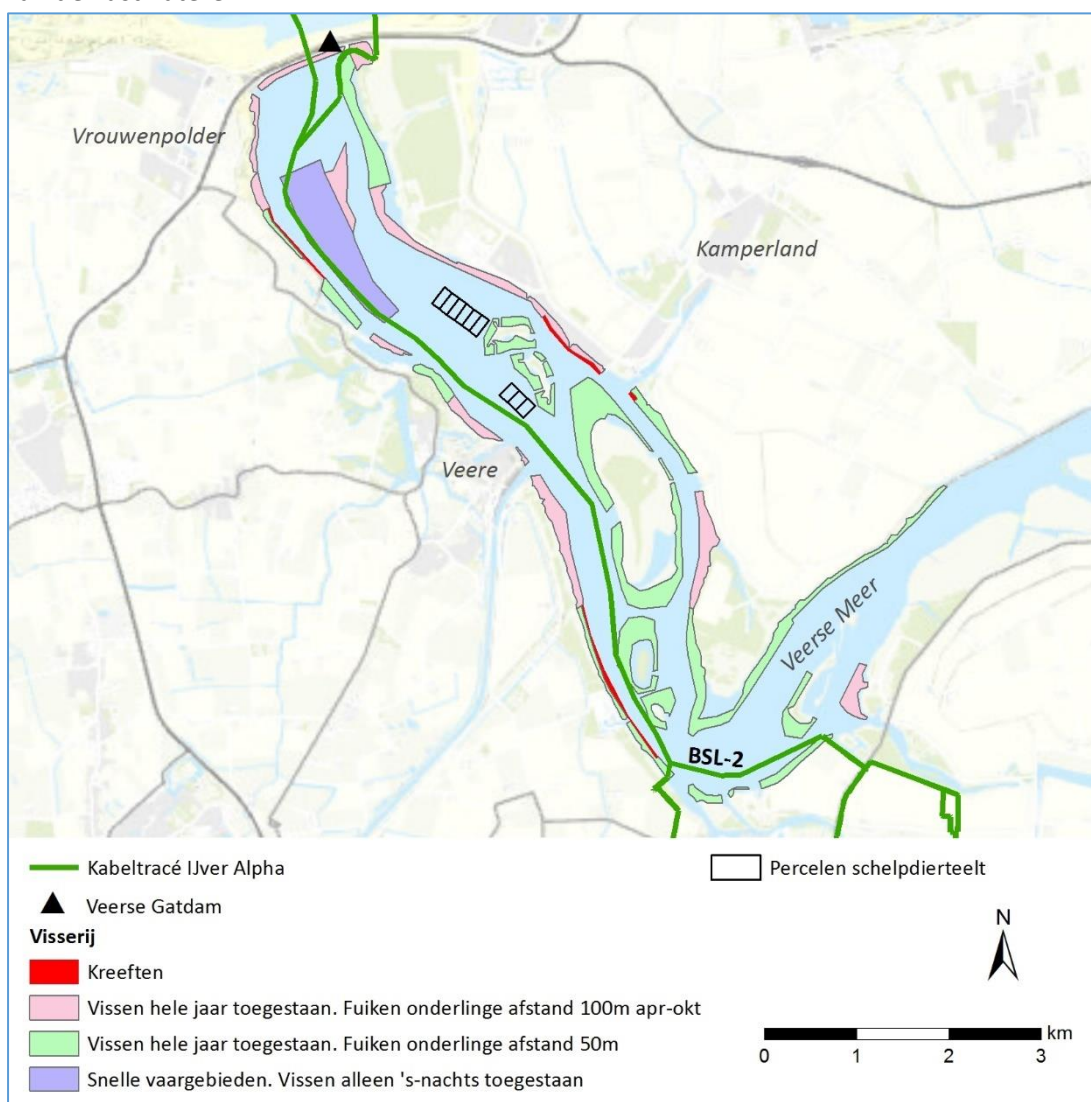 Vrouwenpolder
Kamperland
Veere
Veerse Meer
BSL-2
Kabeltracé IJver Alpha
Percelen schelpdierteelt
Veerse Gatdam
Visserij
Kreeften
Vissen hele jaar toegestaan. Fuiken onderlinge afstand 100m apr-okt
Vissen hele jaar toegestaan. Fuiken onderlinge afstand 50m
Snelle vaargebieden. Vissen alleen 's-nachts toegestaan
N
km
0 1 2 3